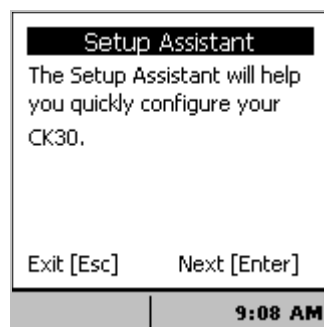 Setup Assistant
The Setup Assistant will help
you quickly configure your
CK30.
Exit [Esc] Next [Enter]
9:08 AM